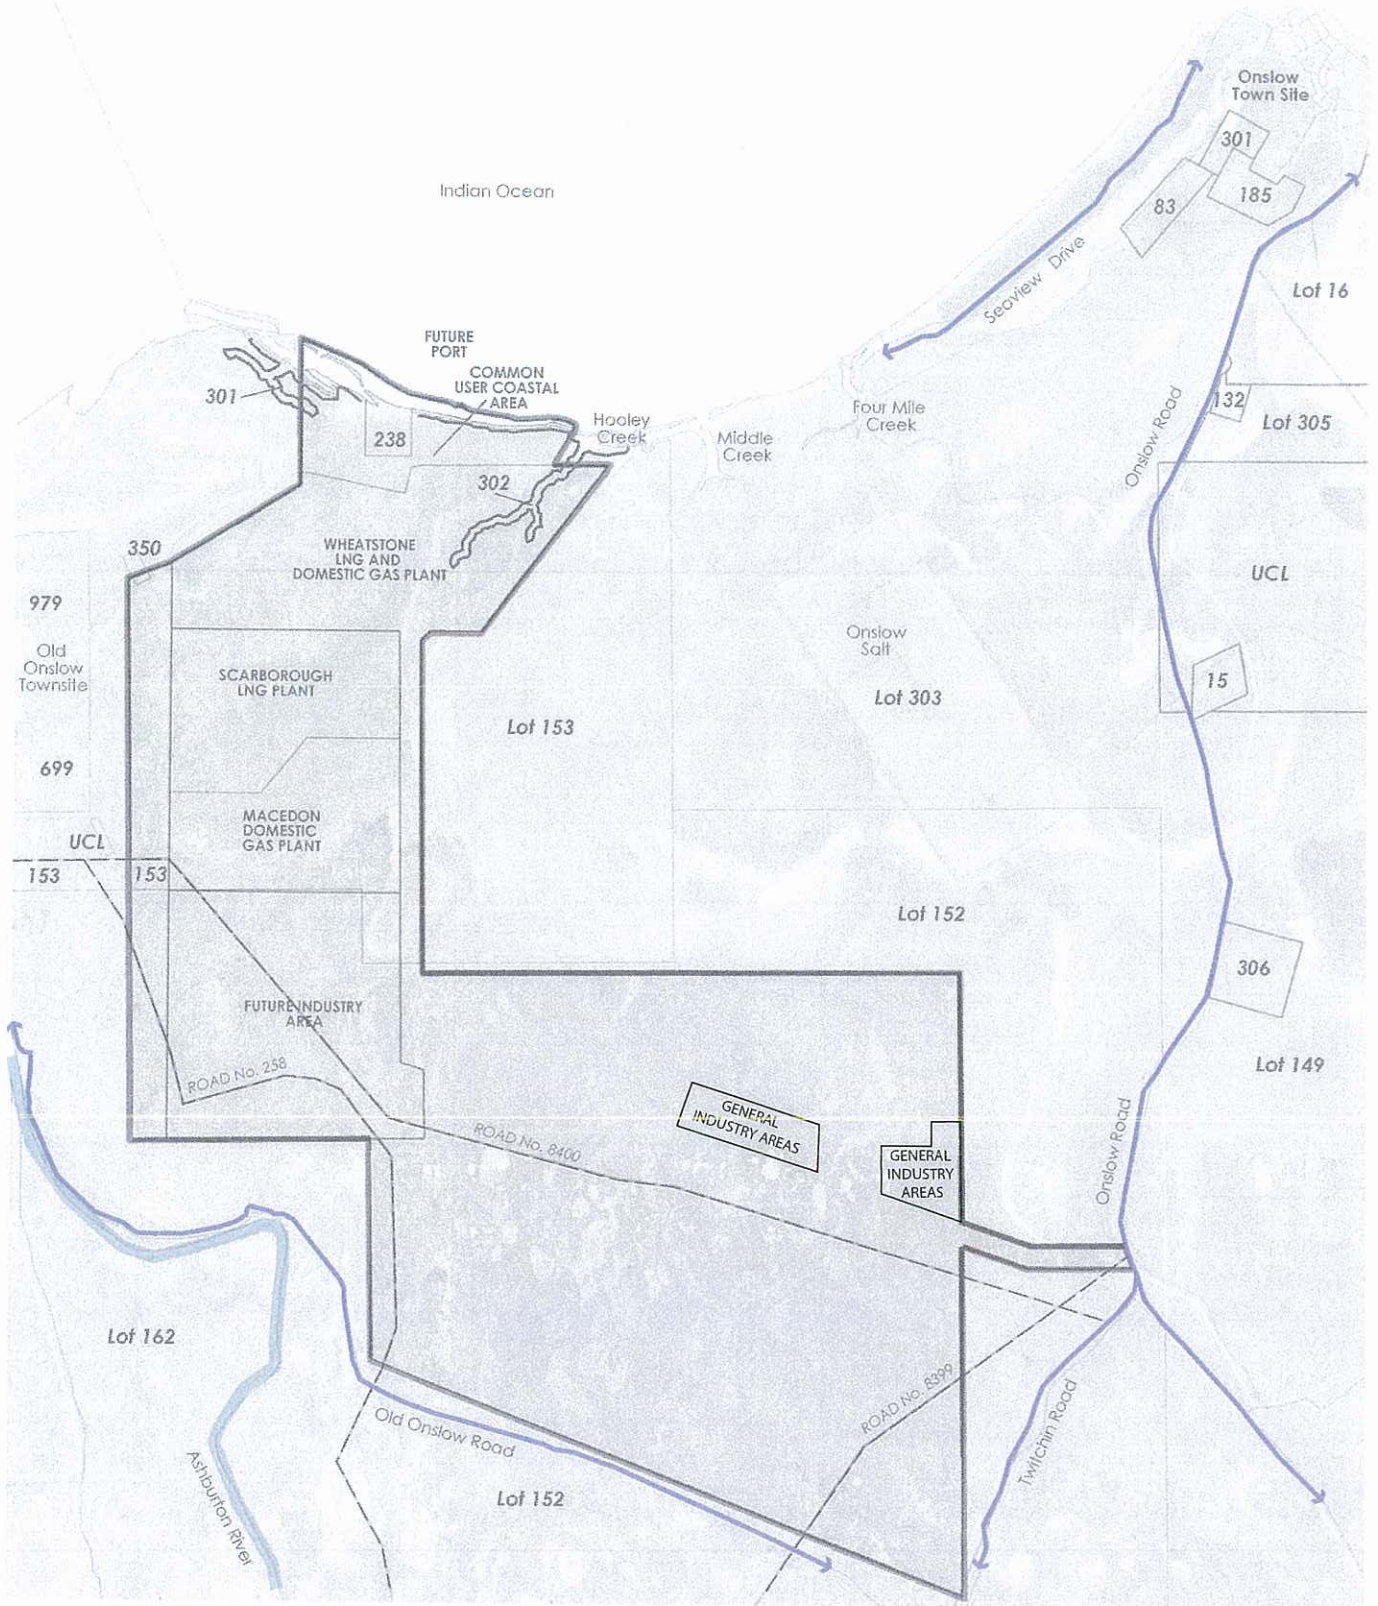 Onslow
Town Site
301
185
83
Indian Ocean
Seaview Drive
Lot 16
FUTURE
PORT
COMMON
USER COASTAL
AREA
301
238
Hooley
Creek
Middle
Creek
Four Mile
Creek
Onslow Road
132
Lot 305
302
350
WHEATSTONE
LNG AND
DOMESTIC GAS PLANT
UCL
979
Old
Onslow
Townsite
SCARBOROUGH
LNG PLANT
Onslow
Salt
Lot 303
15
Lot 153
699
MACEDON
DOMESTIC
GAS PLANT
UCL
153
153
Lot 152
306
FUTURE INDUSTRY
AREA
Lot 149
ROAD No. 258
GENERAL
INDUSTRY AREAS
ROAD No. 8400
GENERAL
INDUSTRY
AREAS
Onslow Road
Lot 162
ROAD No. 8399
Twitchin Road
Old Onslow Road
Ashburton River
Lot 152